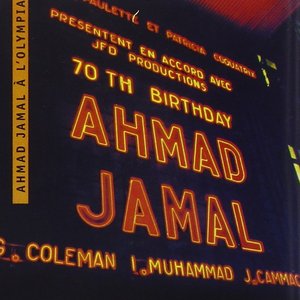 AHMAD JAMAL À L'OLYMPIA
PAULETTE ET PATRICIA COQUATRIX
PRESENTENT EN ACCORD AVEC
JFD PRODUCTIONS
70 TH BIRTHDAY
AHMAD
JAMAL
G. COLEMAN I. MUHAMMAD J. CAMMAC